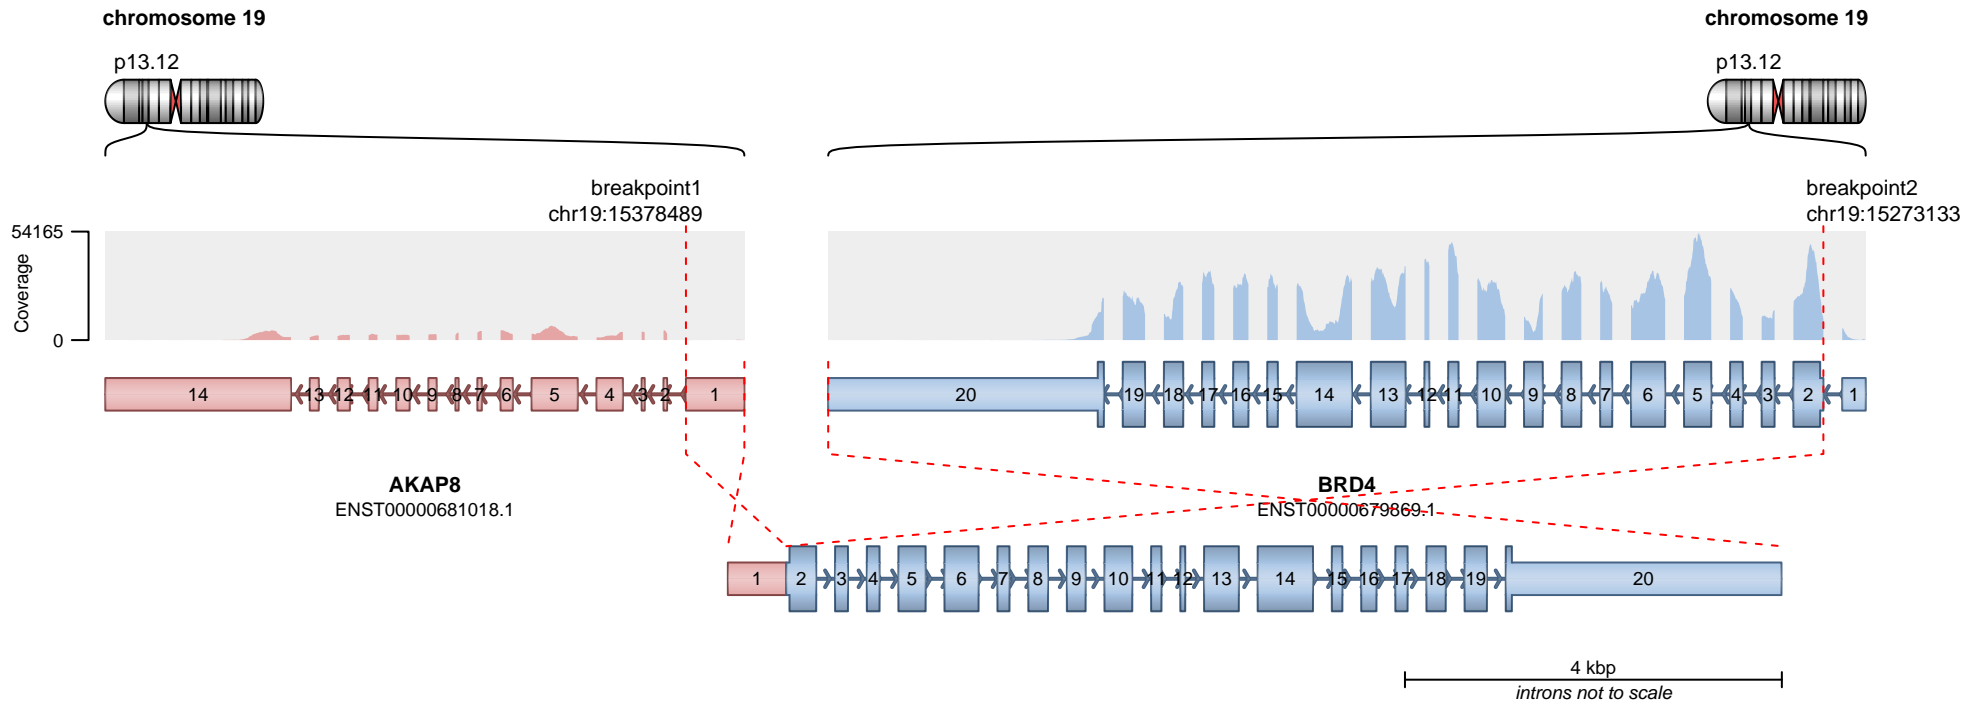 chromosome 19
chromosome 19
p13.12
p13.12
breakpoint1
chr19:15378489
breakpoint2
chr19:15273133
54165
Coverage
0
14 13 12 11 10 9 8 7 6 5 4 3 2 1
20 19 18 17 16 15 14 13 12 11 10 9 8 7 6 5 4 3 2 1
AKAP8
ENST00000681018.1
BRD4
ENST00000679869.1
1 2 3 4 5 6 7 8 9 10 11 12 13 14 15 16 17 18 19 20
4 kbp
introns not to scale